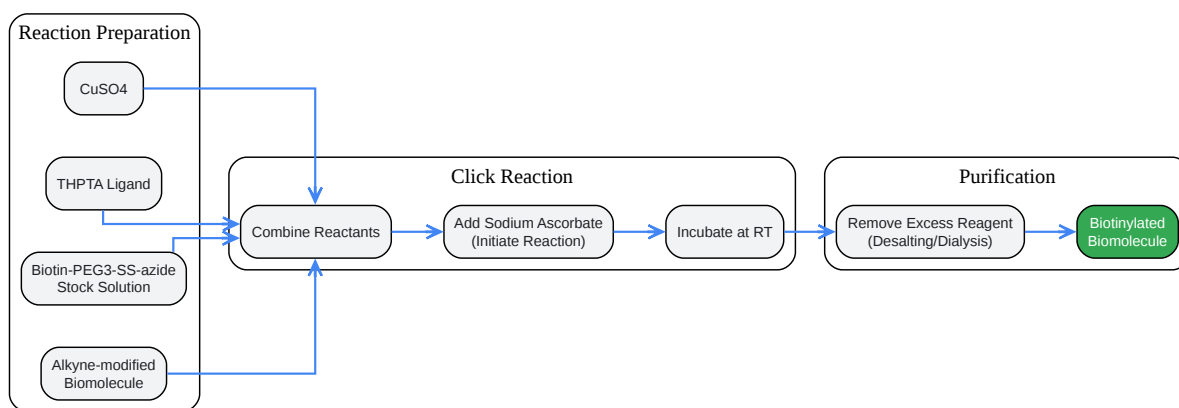 Reaction Preparation
CuSO4
THPTA Ligand
Biotin-PEG3-SS-azide
Stock Solution
Alkyne-modified
Biomolecule
Click Reaction
Combine Reactants
Add Sodium Ascorbate
(Initiate Reaction)
Incubate at RT
Purification
Remove Excess Reagent
(Desalting/Dialysis)
Biotinylated
Biomolecule